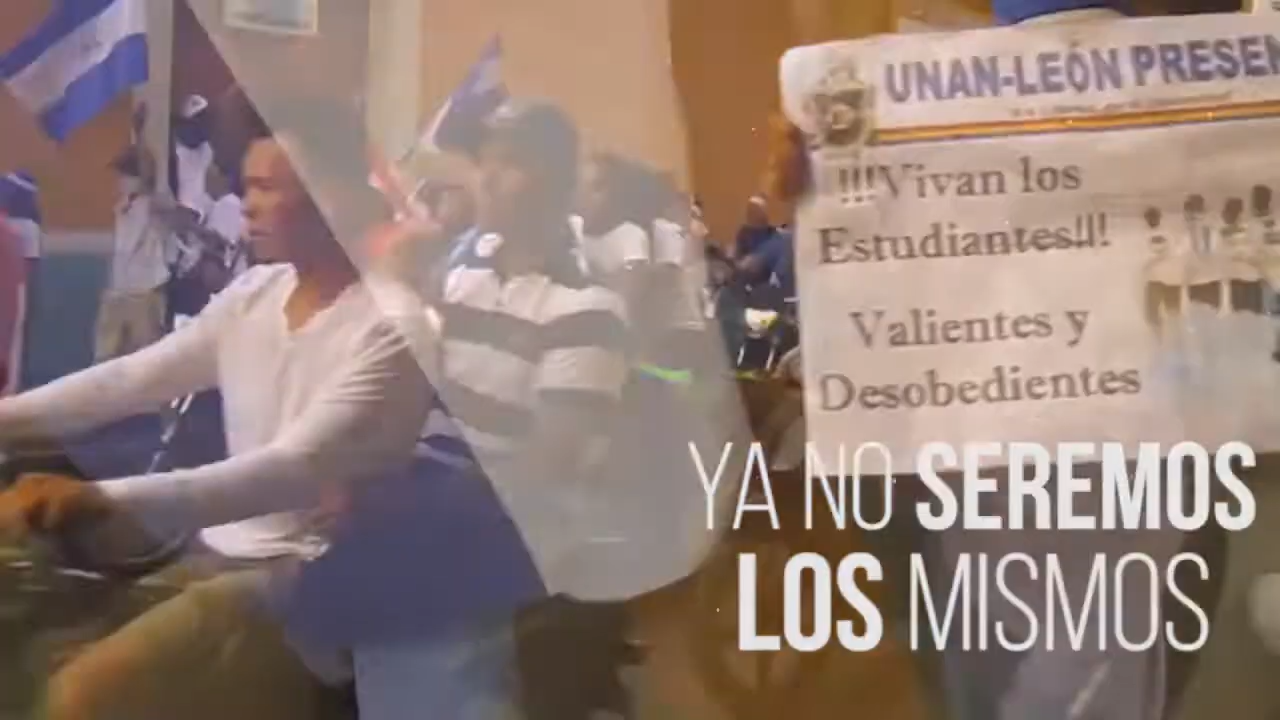 UNAN-LEÓN PRESEN
!!!Vivan los
Estudiantes!!!
Valientes y
Desobedientes
YA NO SEREMOS
LOS MISMOS